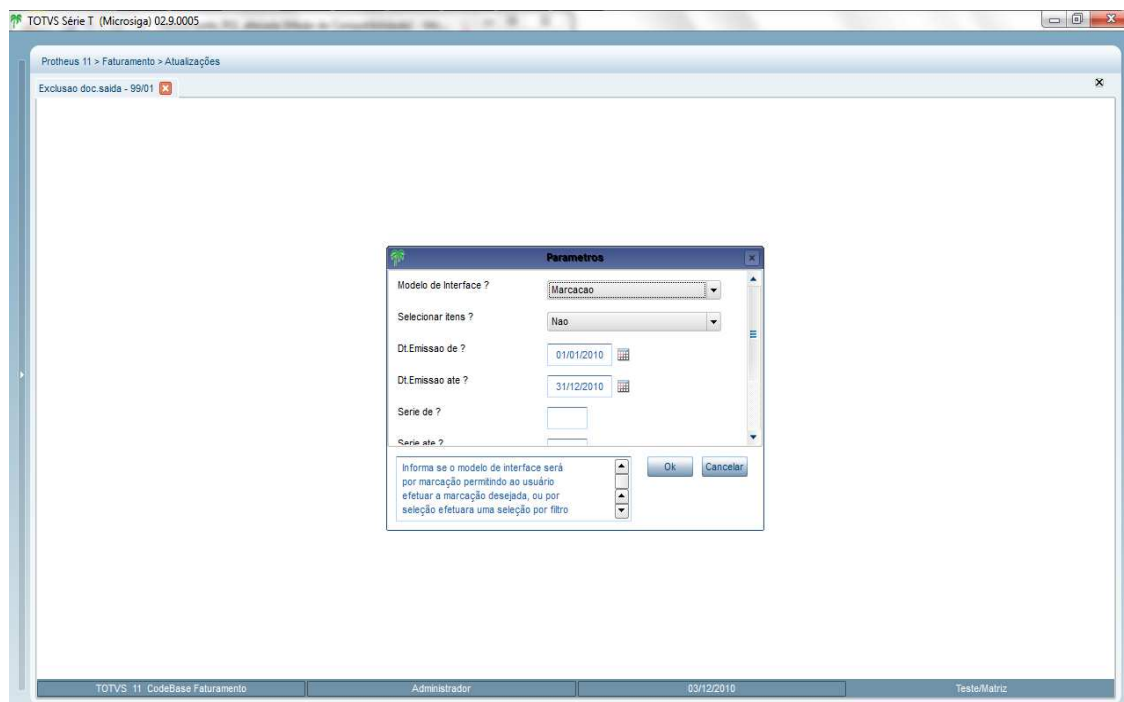 TOTVS Série T (Microsiga) 02.9.0005
Protheus 11 > Faturamento > Atualizações
Exclusao doc.saida - 99/01
Parametros
Modelo de Interface ?
Marcacao
Selecionar itens ?
Nao
Dt.Emissao de ?
01/01/2010
Dt.Emissao ate ?
31/12/2010
Serie de ?
Serie ate ?
Informa se o modelo de interface será
por marcação permitindo ao usuário
efetuar a marcação desejada, ou por
seleção efetuara uma seleção por filtro
Ok
Cancelar
TOTVS 11 CodeBase Faturamento
Administrador
03/12/2010
Teste/Matriz